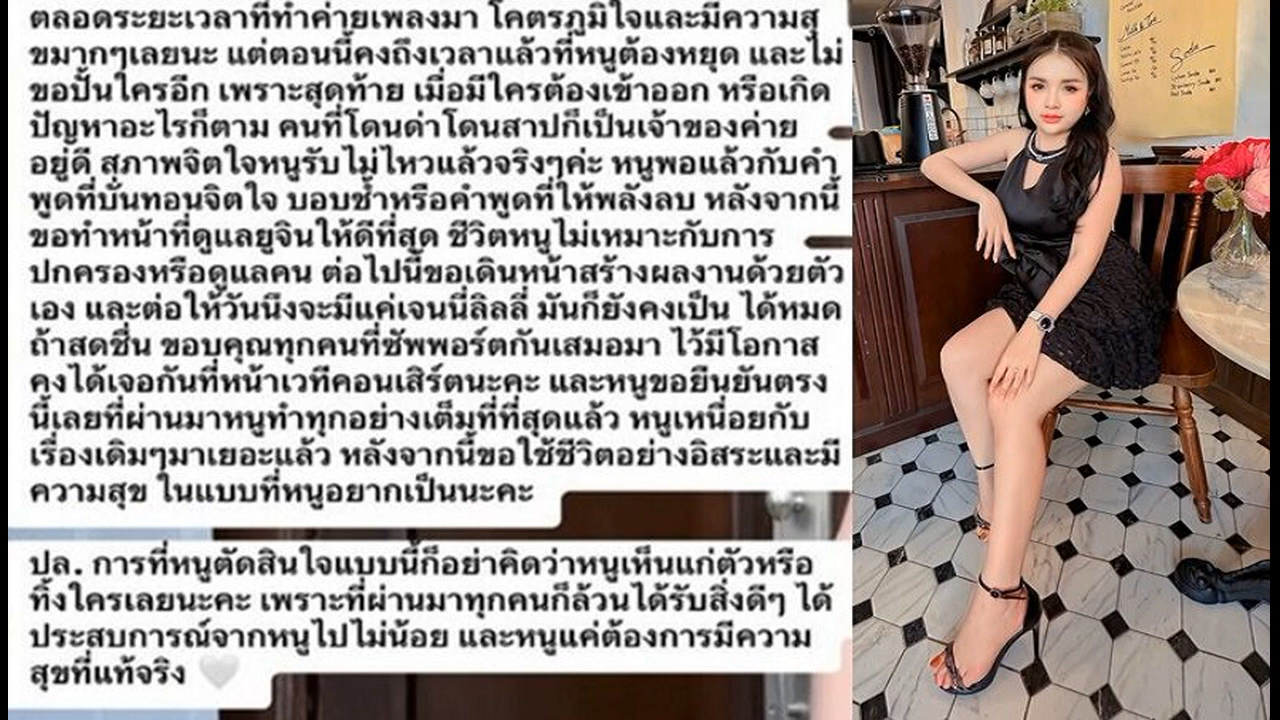 ตลอดระยะเวลาที่ทำค่ายเพลงมา โคตรภูมิใจและมีความสุ
ขมากๆเลยนะ แต่ตอนนี้คงถึงเวลาแล้วที่หนูต้องหยุด และไม่
ขอปั้นใครอีก เพราะสุดท้าย เมื่อมีใครต้องเข้าออก หรือเกิด
ปัญหาอะไรก็ตาม คนที่โดนด่าโดนสาปก็เป็นเจ้าของค่าย
อยู่ดี สภาพจิตใจหนูรับไม่ไหวแล้วจริงๆค่ะ หนูพอแล้วกับคำ
พูดที่บั่นทอนจิตใจ บอบช้ำหรือคำพูดที่ให้พลังลบ หลังจากนี้
ขอทำหน้าที่ดูแลยูจินให้ดีที่สุด ชีวิตหนูไม่เหมาะกับการ
ปกครองหรือดูแลคน ต่อไปนี้ขอเดินหน้าสร้างผลงานด้วยตัว
เอง และต่อให้วันนึงจะมีแค่เจนนี่ลิลลี่ มันก็ยังคงเป็น ได้หมด
ถ้าสดชื่น ขอบคุณทุกคนที่ซัพพอร์ตกันเสมอมา ไว้มีโอกาส
คงได้เจอกันที่หน้าเวทีคอนเสิร์ตนะคะ และหนูขอยืนยันตรง
นี้เลยที่ผ่านมาหนูทำทุกอย่างเต็มที่ที่สุดแล้ว หนูเหนื่อยกับ
เรื่องเดิมๆมาเยอะแล้ว หลังจากนี้ขอใช้ชีวิตอย่างอิสระและมี
ความสุข ในแบบที่หนูอยากเป็นนะคะ
ปล. การที่หนูตัดสินใจแบบนี้ก็อย่าคิดว่าหนูเห็นแก่ตัวหรือ
ทิ้งใครเลยนะคะ เพราะที่ผ่านมาทุกคนก็ล้วนได้รับสิ่งดีๆ ได้
ประสบการณ์จากหนูไปไม่น้อย และหนูแค่ต้องการมีความ
สุขที่แท้จริง 🤍
Soda